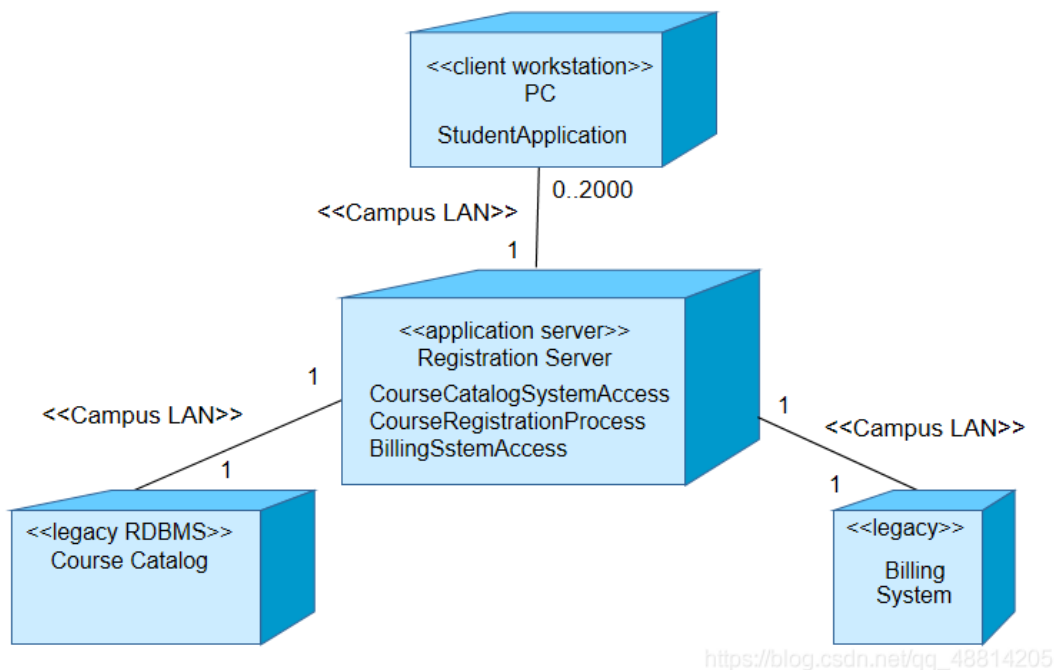 <<client workstation>>
PC
StudentApplication
0..2000
<<Campus LAN>>
1
<<application server>>
Registration Server
CourseCatalogSystemAccess
CourseRegistrationProcess
BillingSstemAccess
1
<<Campus LAN>>
1
1
<<Campus LAN>>
1
<<legacy RDBMS>>
Course Catalog
<<legacy>>
Billing
System
https://blog.csdn.net/qq_48814205